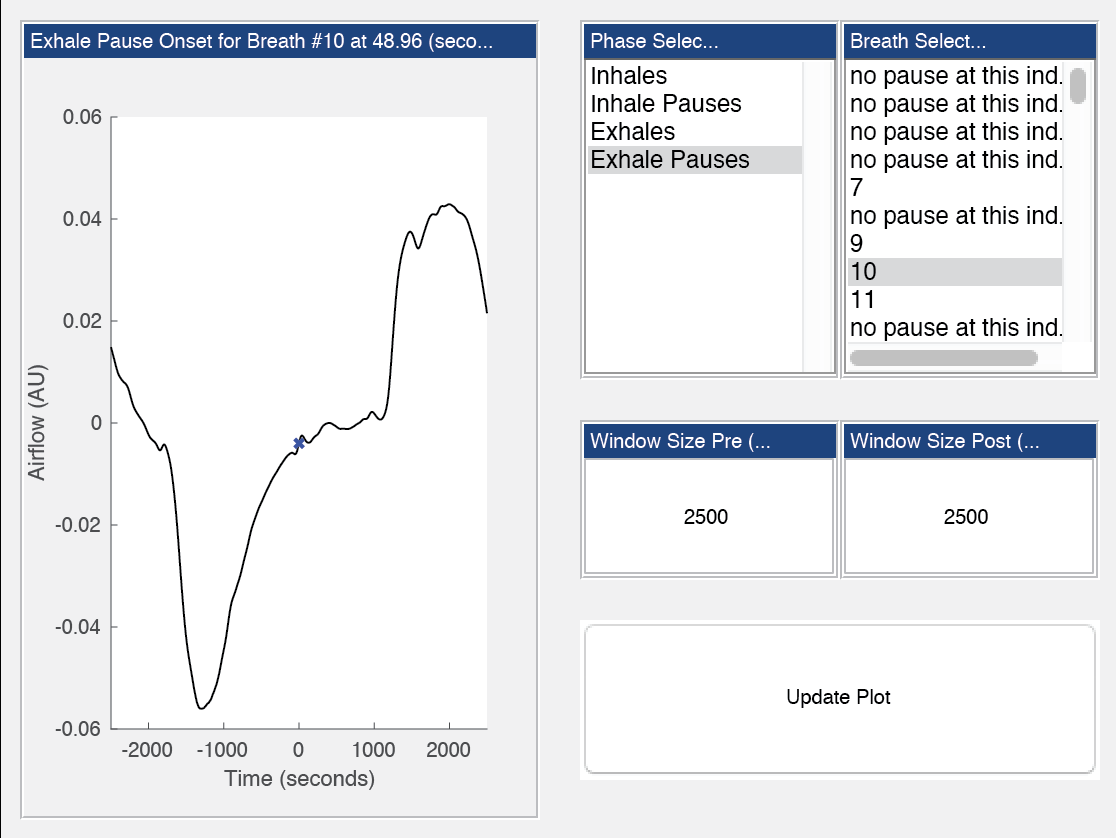 Exhale Pause Onset for Breath #10 at 48.96 (seco...
0.06
0.04
0.02
0
-0.02
-0.04
-0.06
Airflow (AU)
-2000 -1000 0 1000 2000
Time (seconds)
Phase Selec...
Inhales
Inhale Pauses
Exhales
Exhale Pauses
Breath Select...
no pause at this ind.
no pause at this ind.
no pause at this ind.
no pause at this ind.
7
no pause at this ind.
9
10
11
no pause at this ind.
Window Size Pre (...
2500
Window Size Post (...
2500
Update Plot